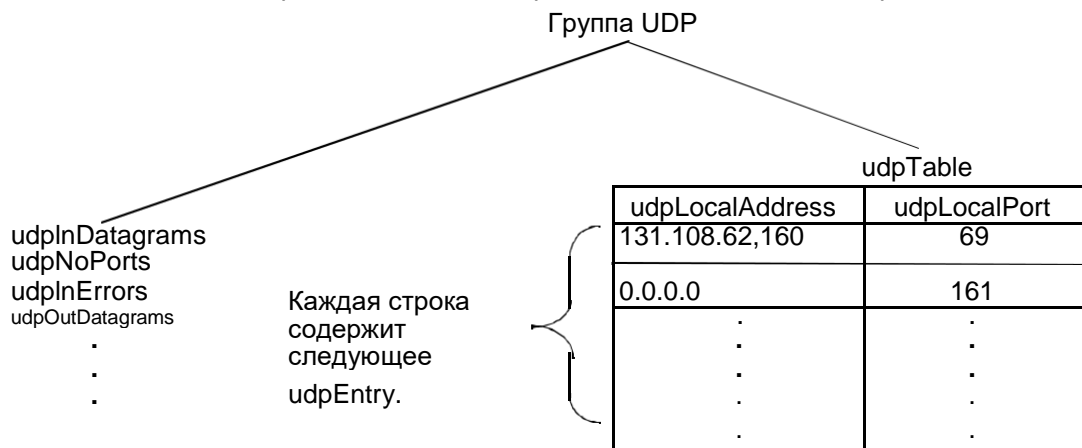 Группа UDP
udpTable
udpLocalAddress udpLocalPort
131.108.62,160 69
0.0.0.0 161
udpInDatagrams
udpNoPorts
udpInErrors
udpOutDatagrams
Каждая строка
содержит
следующее
udpEntry.